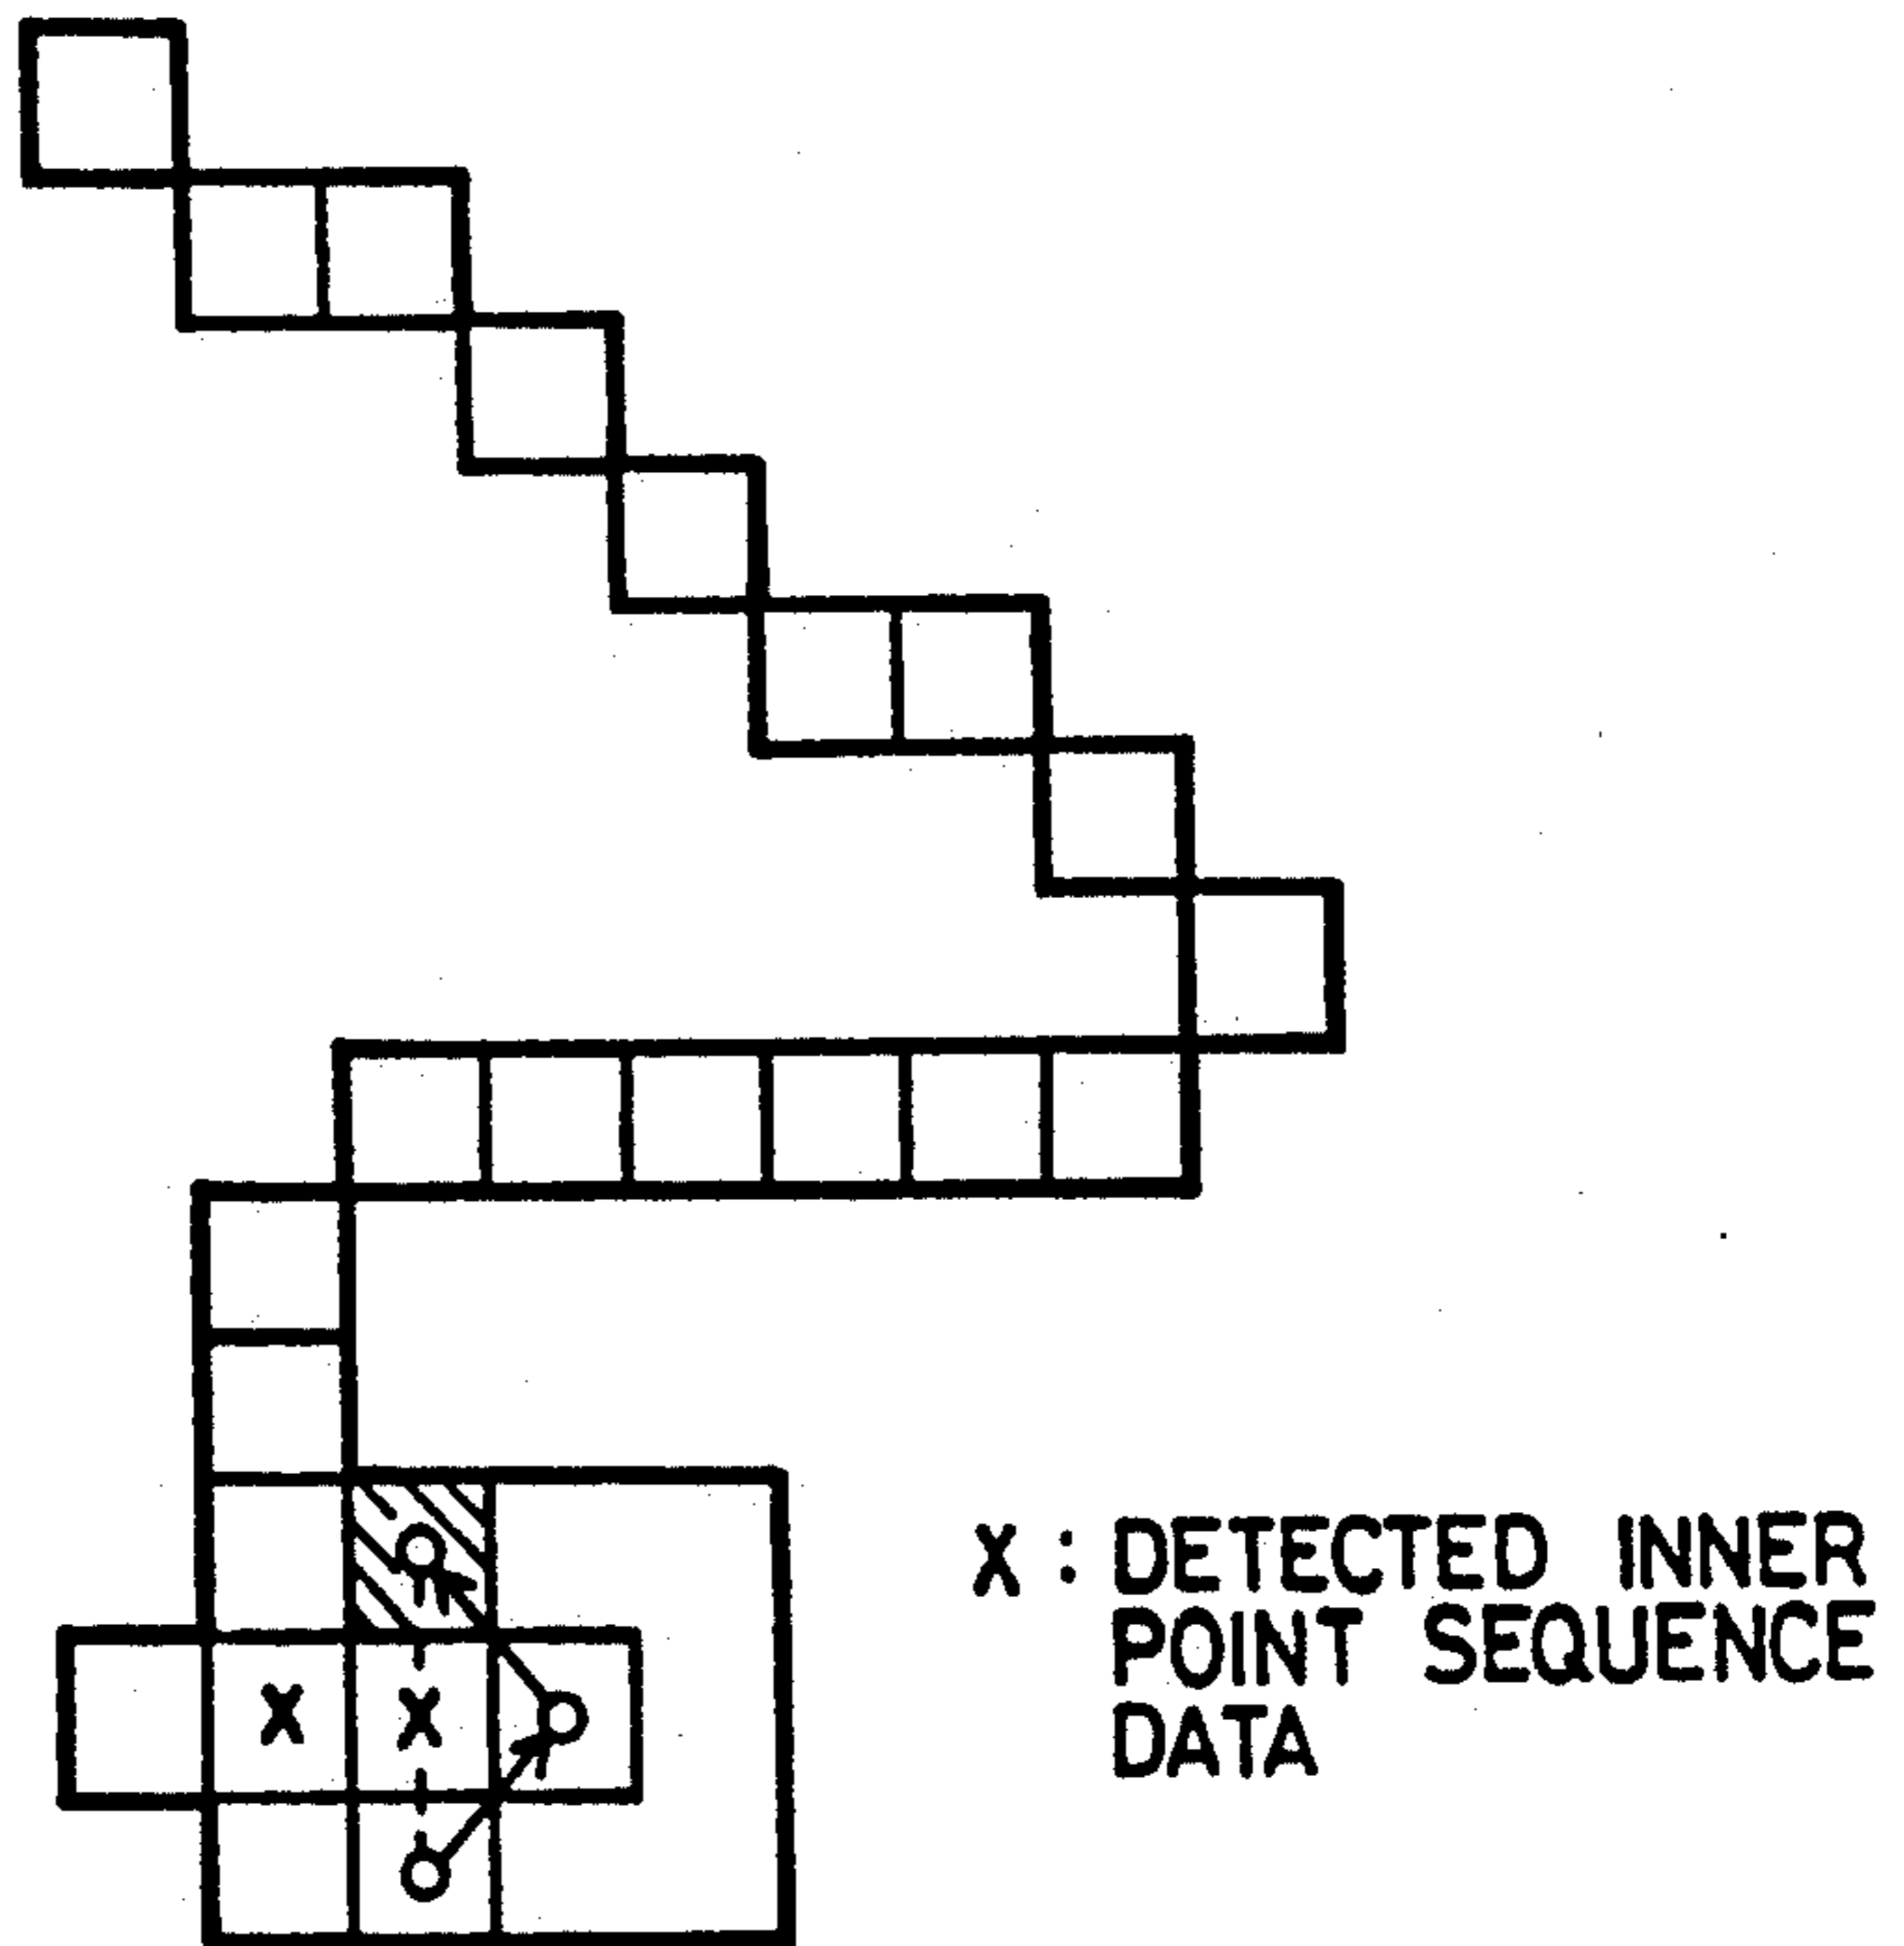 X : DETECTED INNER
POINT SEQUENCE
DATA
X X